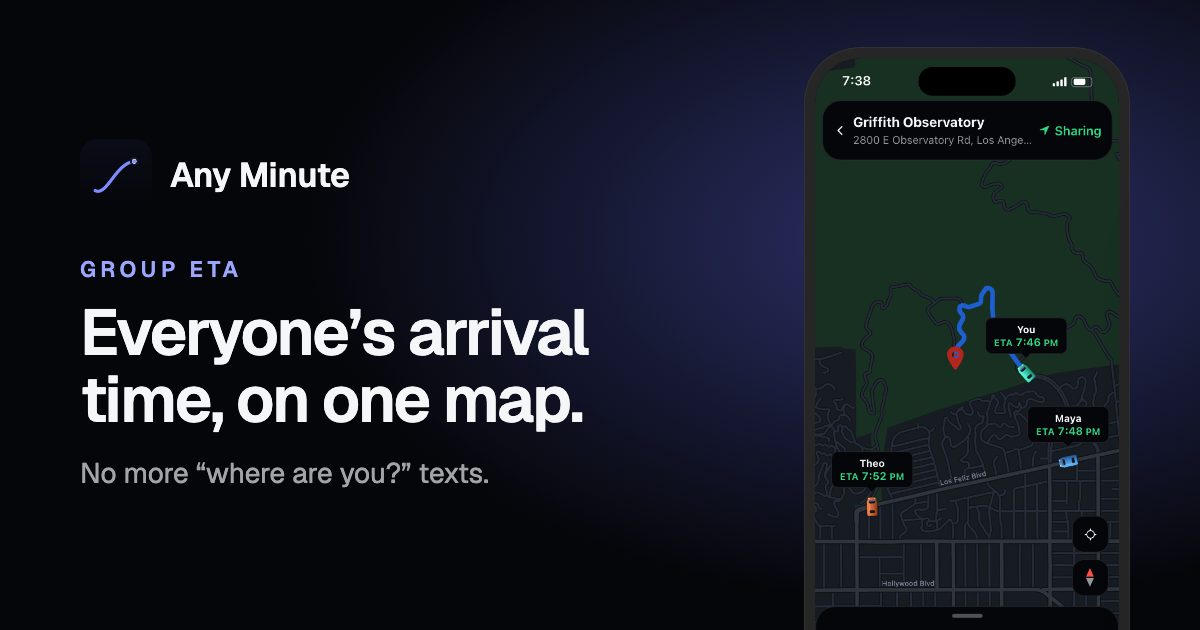 Any Minute
GROUP ETA
Everyone’s arrival
time, on one map.
No more “where are you?” texts.
7:38
Griffith Observatory
2800 E Observatory Rd, Los Ange...
Sharing
You
ETA 7:46 PM
Maya
ETA 7:48 PM
Theo
ETA 7:52 PM
Los Feliz Blvd
Hollywood Blvd